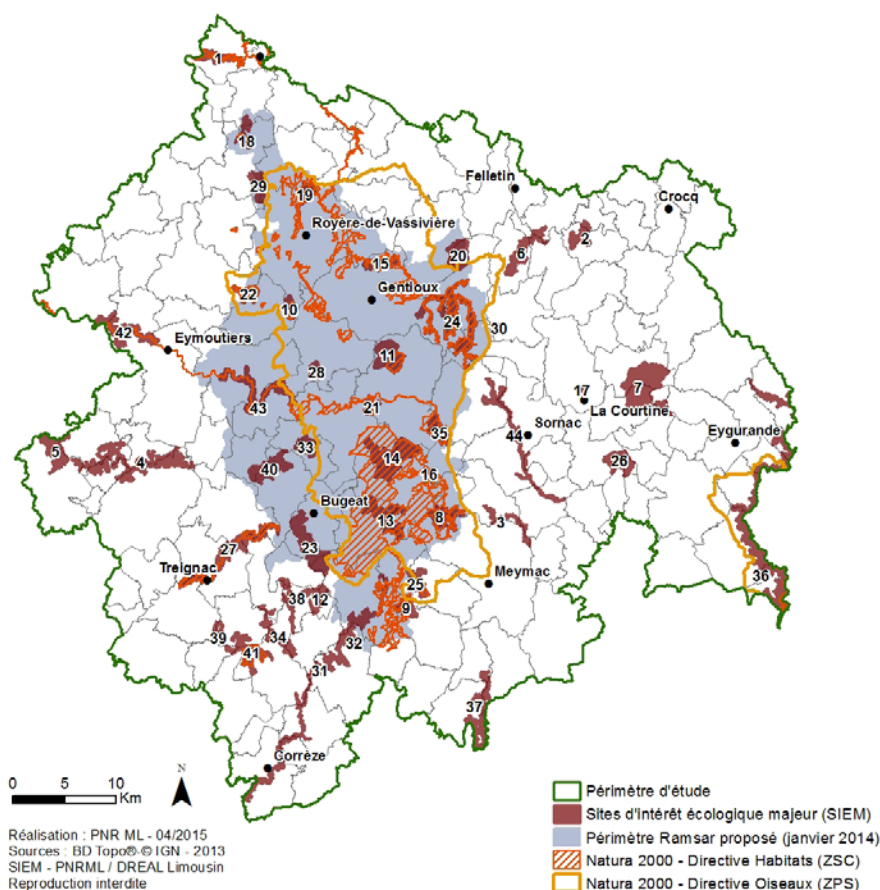 1
18
29
19
Felletin
Crocq
Royère-de-Vassivière
2
6
20
15
22
10
Gentioux
24
30
42
Eymoutiers
11
28
7
17
La Courtine
43
21
Sornac
44
35
Eygurande
5
4
33
40
14
16
26
Bugeat
13
8
3
23
27
Treignac
25
Meymac
36
38
12
9
39
34
32
41
31
37
Corrèze
0 5 10
Km
N
Réalisation : PNR ML - 04/2015
Sources : BD Topo®-© IGN - 2013
SIEM - PNRML / DREAL Limousin
Reproduction interdite
Périmètre d'étude
Sites d'intérêt écologique majeur (SIEM)
Périmètre Ramsar proposé (janvier 2014)
Natura 2000 - Directive Habitats (ZSC)
Natura 2000 - Directive Oiseaux (ZPS)